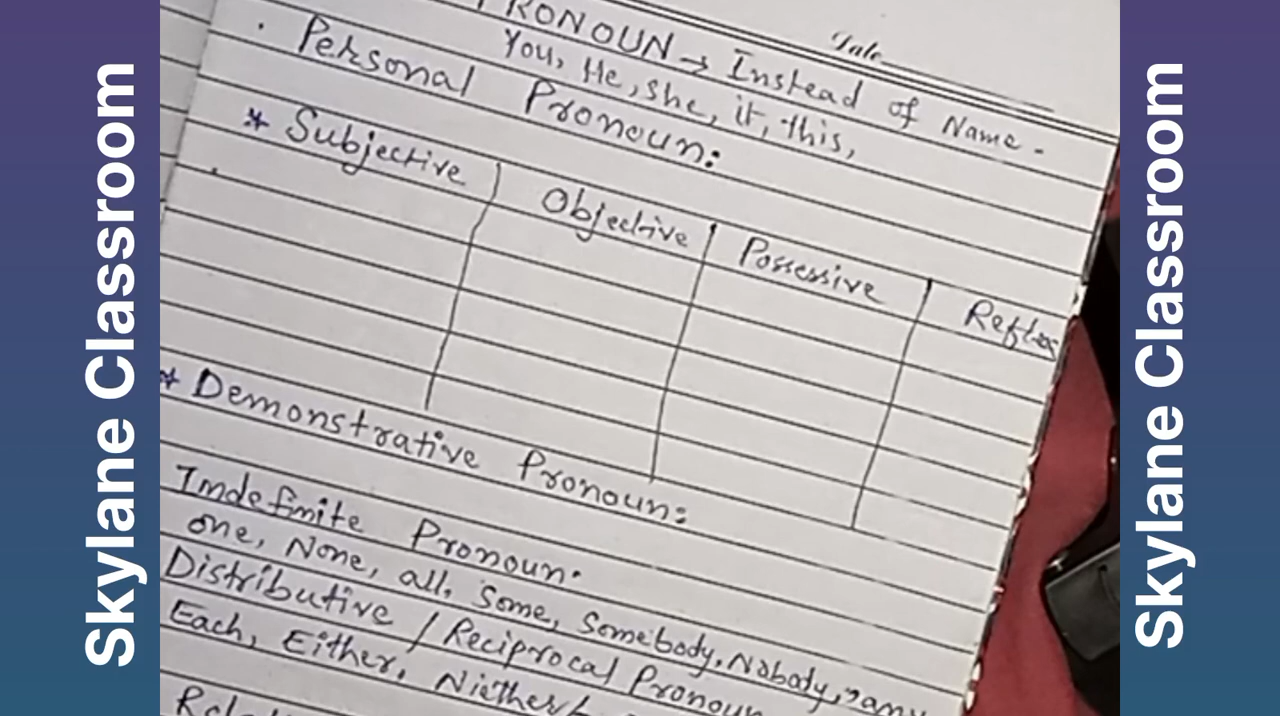 Skylane Classroom
PRONOUN → Instead of Name.
You, He, she, it, this,
Date
Personal Pronoun:
* Subjective Objective Possessive
* Demonstrative Pronoun:
Indefinite Pronoun.
one, None, all, Some, Somebody, Nobody, any
Distributive / Reciprocal Pronoun
Each, Either, Niether
Skylane Classroom